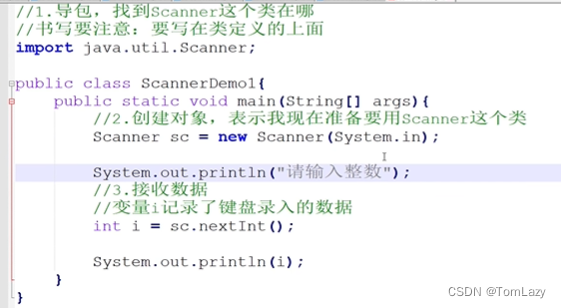 //1.导包，找到Scanner这个类在哪
//书写要注意：要写在类定义的上面
import java.util.Scanner;
public class ScannerDemo1{
public static void main(String[] args){
//2.创建对象，表示我现在准备要用Scanner这个类
Scanner sc = new Scanner(System.in);
System.out.println("请输入整数");
//3.接收数据
//变量i记录了键盘录入的数据
int i = sc.nextInt();
System.out.println(i);
}
}
CSDN @TomLazy